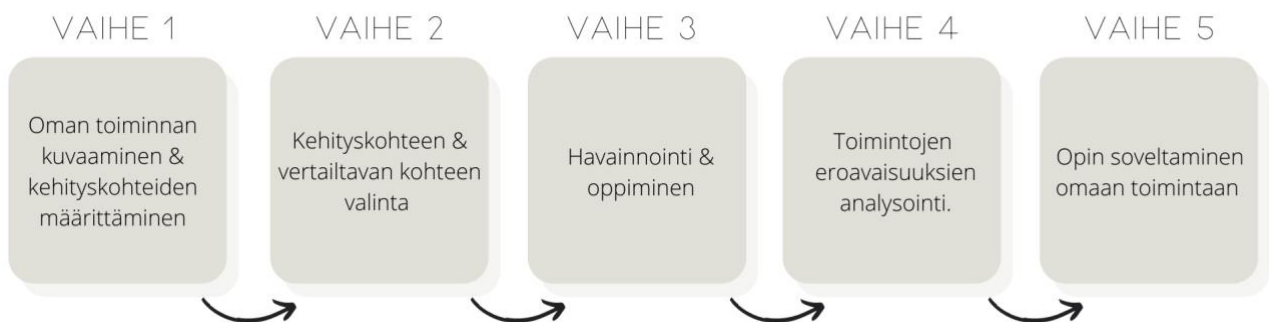 VAIHE 1
Oman toiminnan
kuvaaminen &
kehityskohteiden
määrittäminen
VAIHE 2
Kehityskohteen &
vertailtavan kohteen
valinta
VAIHE 3
Havainnointi &
oppiminen
VAIHE 4
Toimintojen
eroavaisuuksien
analysointi.
VAIHE 5
Opin soveltaminen
omaan toimintaan